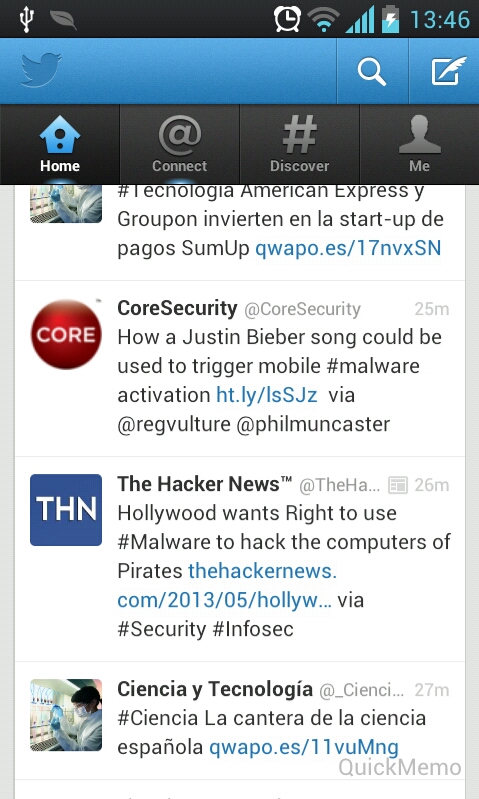 13:46
Home
Connect
Discover
Me
#Tecnología American Express y
Groupon invierten en la start-up de
pagos SumUp qwapo.es/17nvxSN
CORE
CoreSecurity @CoreSecurity 25m
How a Justin Bieber song could be
used to trigger mobile #malware
activation ht.ly/lsSJz via
@regvulture @philmuncaster
THN
The Hacker News™ @TheHa... 26m
Hollywood wants Right to use
#Malware to hack the computers of
Pirates thehackernews.
com/2013/05/hollyw... via
#Security #Infosec
Ciencia y Tecnología @_Cienci... 27m
#Ciencia La cantera de la ciencia
española qwapo.es/11vuMng
QuickMemo